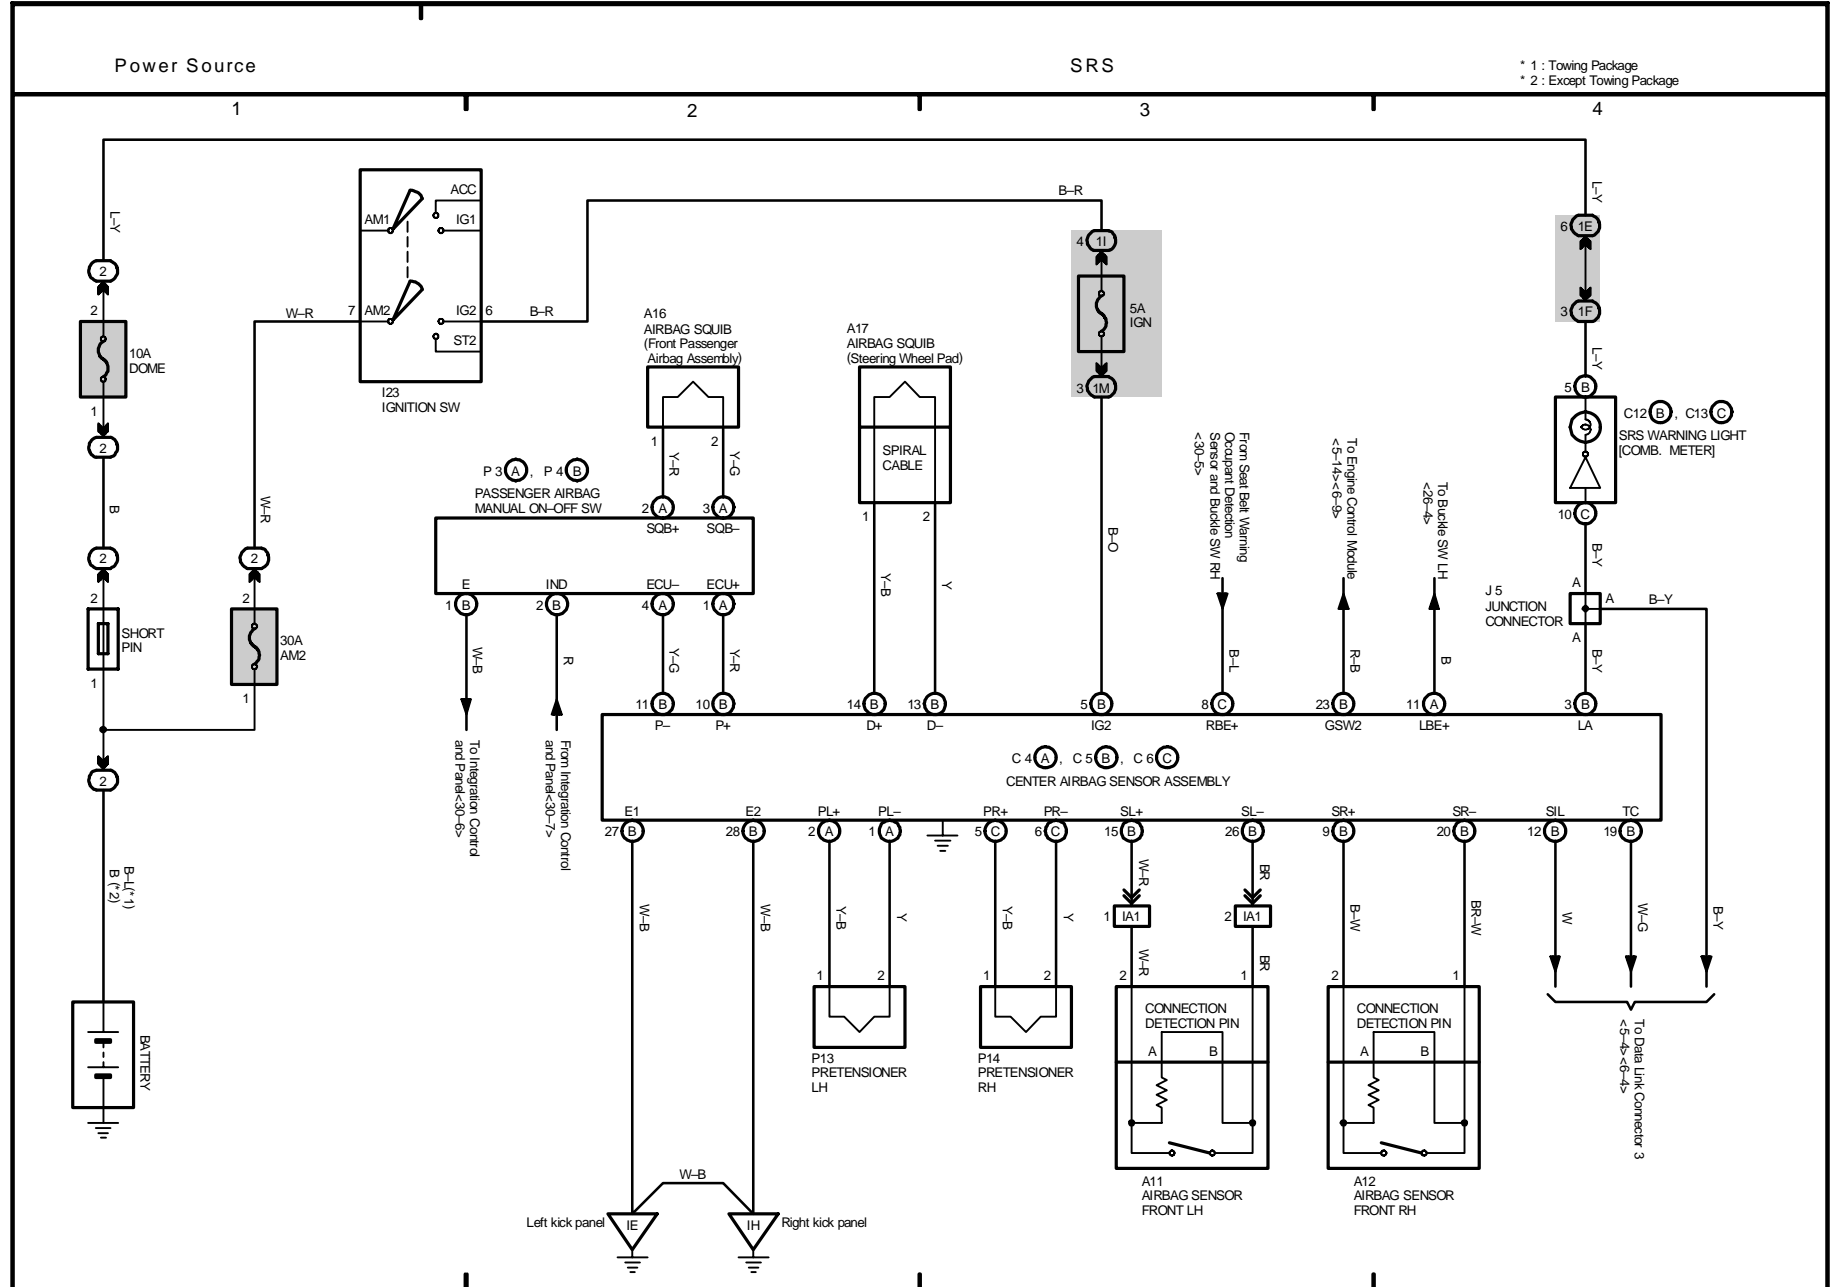 Power Source
SRS
* 1 : Towing Package
* 2 : Except Towing Package
1
2
3
4
L–Y
2
2
10A
DOME
1
2
B
2
2
SHORT
PIN
1
W–R
W–R
2
2
30A
AM2
1
2
B–L(*1)
B (*2)
BATTERY
ACC
AM1
IG1
7
AM2
IG2
6
ST2
I23
IGNITION SW
B–R
B–R
A16
AIRBAG SQUIB
(Front Passenger
Airbag Assembly)
1
2
Y–R
Y–G
P 3 A , P 4 B
PASSENGER AIRBAG
MANUAL ON–OFF SW
2 A
3 A
SQB+
SQB–
E
IND
ECU–
ECU+
1 B
2 B
4 A
1 A
W–B
R
Y–G
Y–R
To Integration Control
and Panel<30–6>
From Integration Control
and Panel<30–7>
A17
AIRBAG SQUIB
(Steering Wheel Pad)
SPIRAL
CABLE
1
2
Y–B
Y
4 1I
5A
IGN
3 1M
B–O
From Seat Belt Warning
Occupant Detection
Sensor and Buckle SW RH
<30–5>
B–L
To Engine Control Module
<5–14><6–9>
R–B
To Buckle SW LH
<26–4>
B
L–Y
6 1E
3 1F
L–Y
5 B
C12 B , C13 C
SRS WARNING LIGHT
[COMB. METER]
10 C
B–Y
J 5
JUNCTION
CONNECTOR
A
A
A
B–Y
B–Y
11 B
10 B
14 B
13 B
5 B
8 C
23 B
11 A
3 B
P–
P+
D+
D–
IG2
RBE+
GSW2
LBE+
LA
C 4 A , C 5 B , C 6 C
CENTER AIRBAG SENSOR ASSEMBLY
E1
E2
PL+
PL–
PR+
PR–
SL+
SL–
SR+
SR–
SIL
TC
27 B
28 B
2 A
1 A
5 C
6 C
15 B
26 B
9 B
20 B
12 B
19 B
W–B
W–B
Y–B
Y
Y–B
Y
W–R
BR
1 IA1
2 IA1
W–R
BR
B–W
BR–W
W
W–G
B–Y
1
2
P13
PRETENSIONER
LH
1
2
P14
PRETENSIONER
RH
2
1
CONNECTION
DETECTION PIN
A
B
A11
AIRBAG SENSOR
FRONT LH
2
1
CONNECTION
DETECTION PIN
A
B
A12
AIRBAG SENSOR
FRONT RH
To Data Link Connector 3
<5–4><6–4>
W–B
Left kick panel
IE
IH
Right kick panel